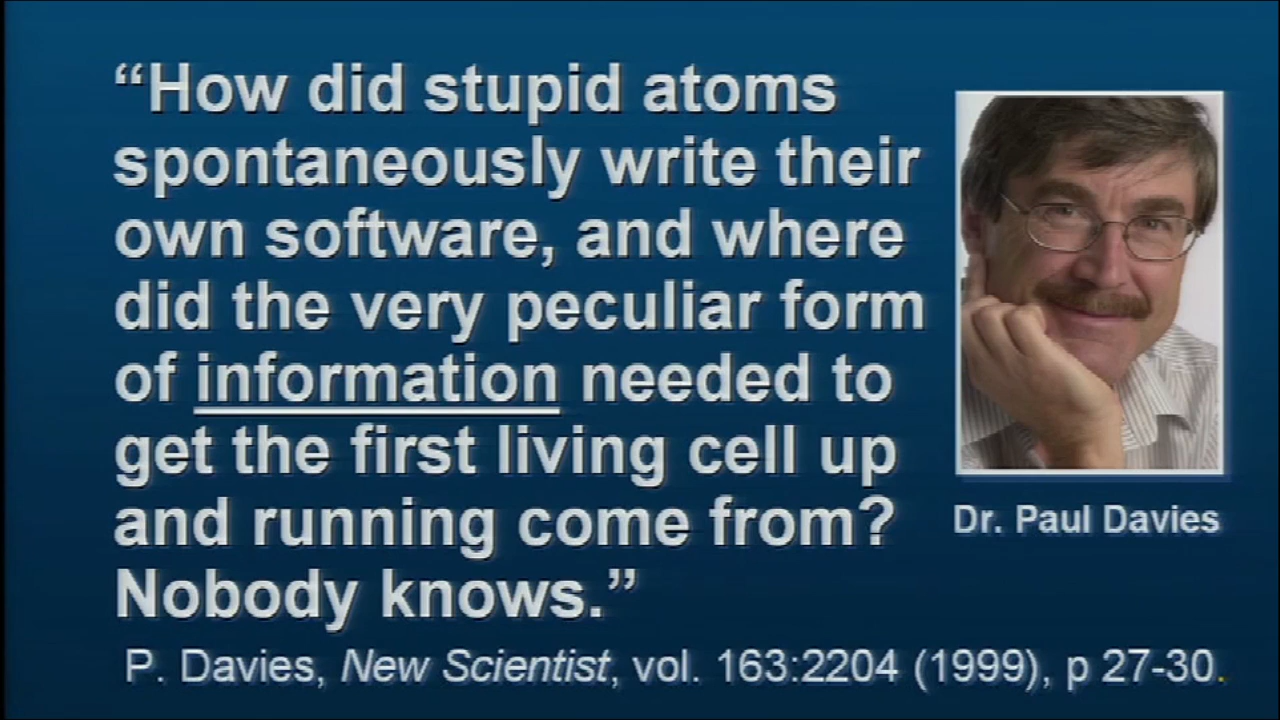 “How did stupid atoms
spontaneously write their
own software, and where
did the very peculiar form
of information needed to
get the first living cell up
and running come from?
Nobody knows.”
Dr. Paul Davies
P. Davies, New Scientist, vol. 163:2204 (1999), p 27-30.